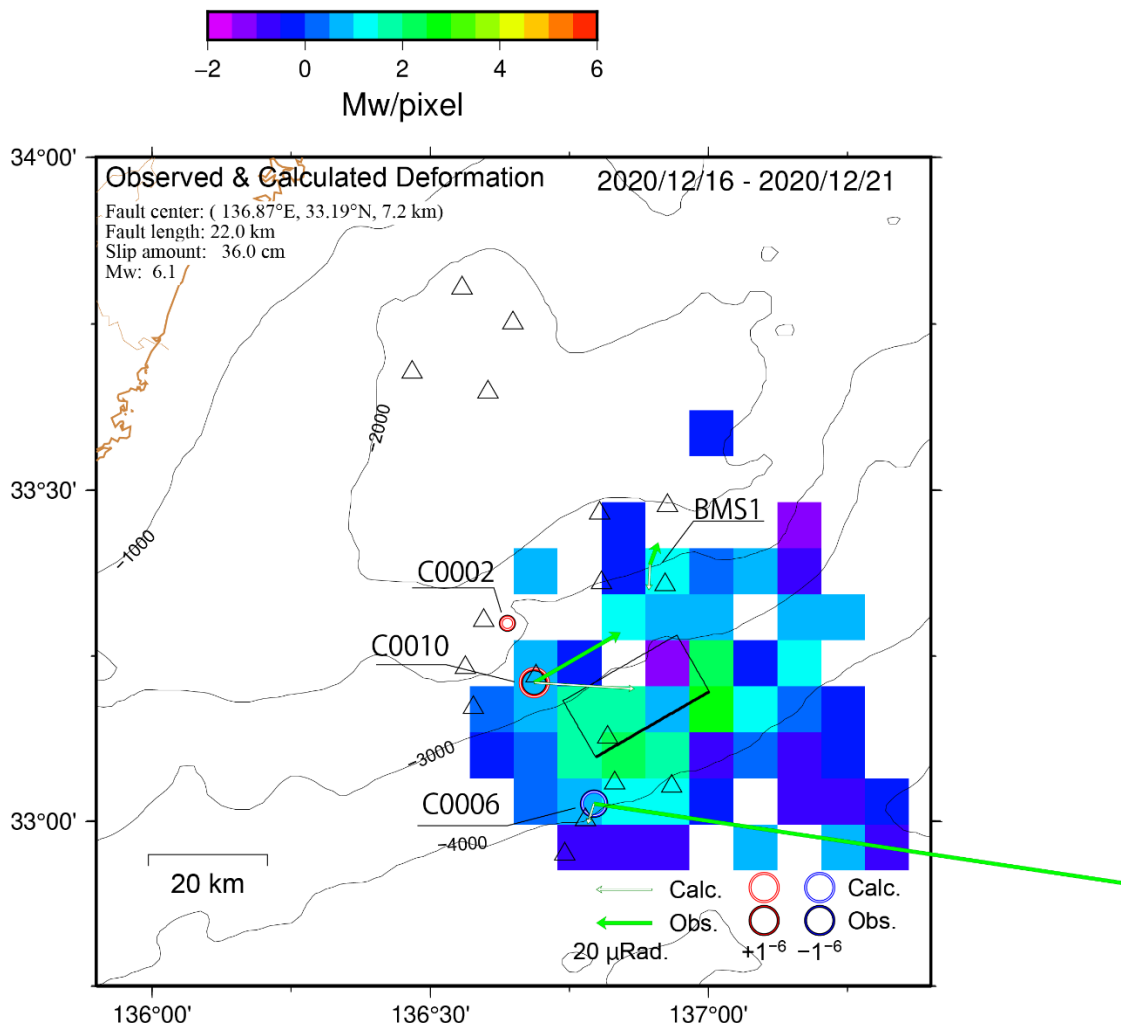 −2 0 2 4 6
Mw/pixel
34°00'
Observed & Calculated Deformation 2020/12/16 - 2020/12/21
Fault center: ( 136.87°E, 33.19°N, 7.2 km)
Fault length: 22.0 km
Slip amount: 36.0 cm
Mw: 6.1
−2000
33°30'
BMS1
−1000
C0002
C0010
−3000
C0006
33°00'
−4000
20 km
Calc. Calc.
Obs. Obs.
20 μRad. +1⁻⁶ −1⁻⁶
136°00' 136°30' 137°00'